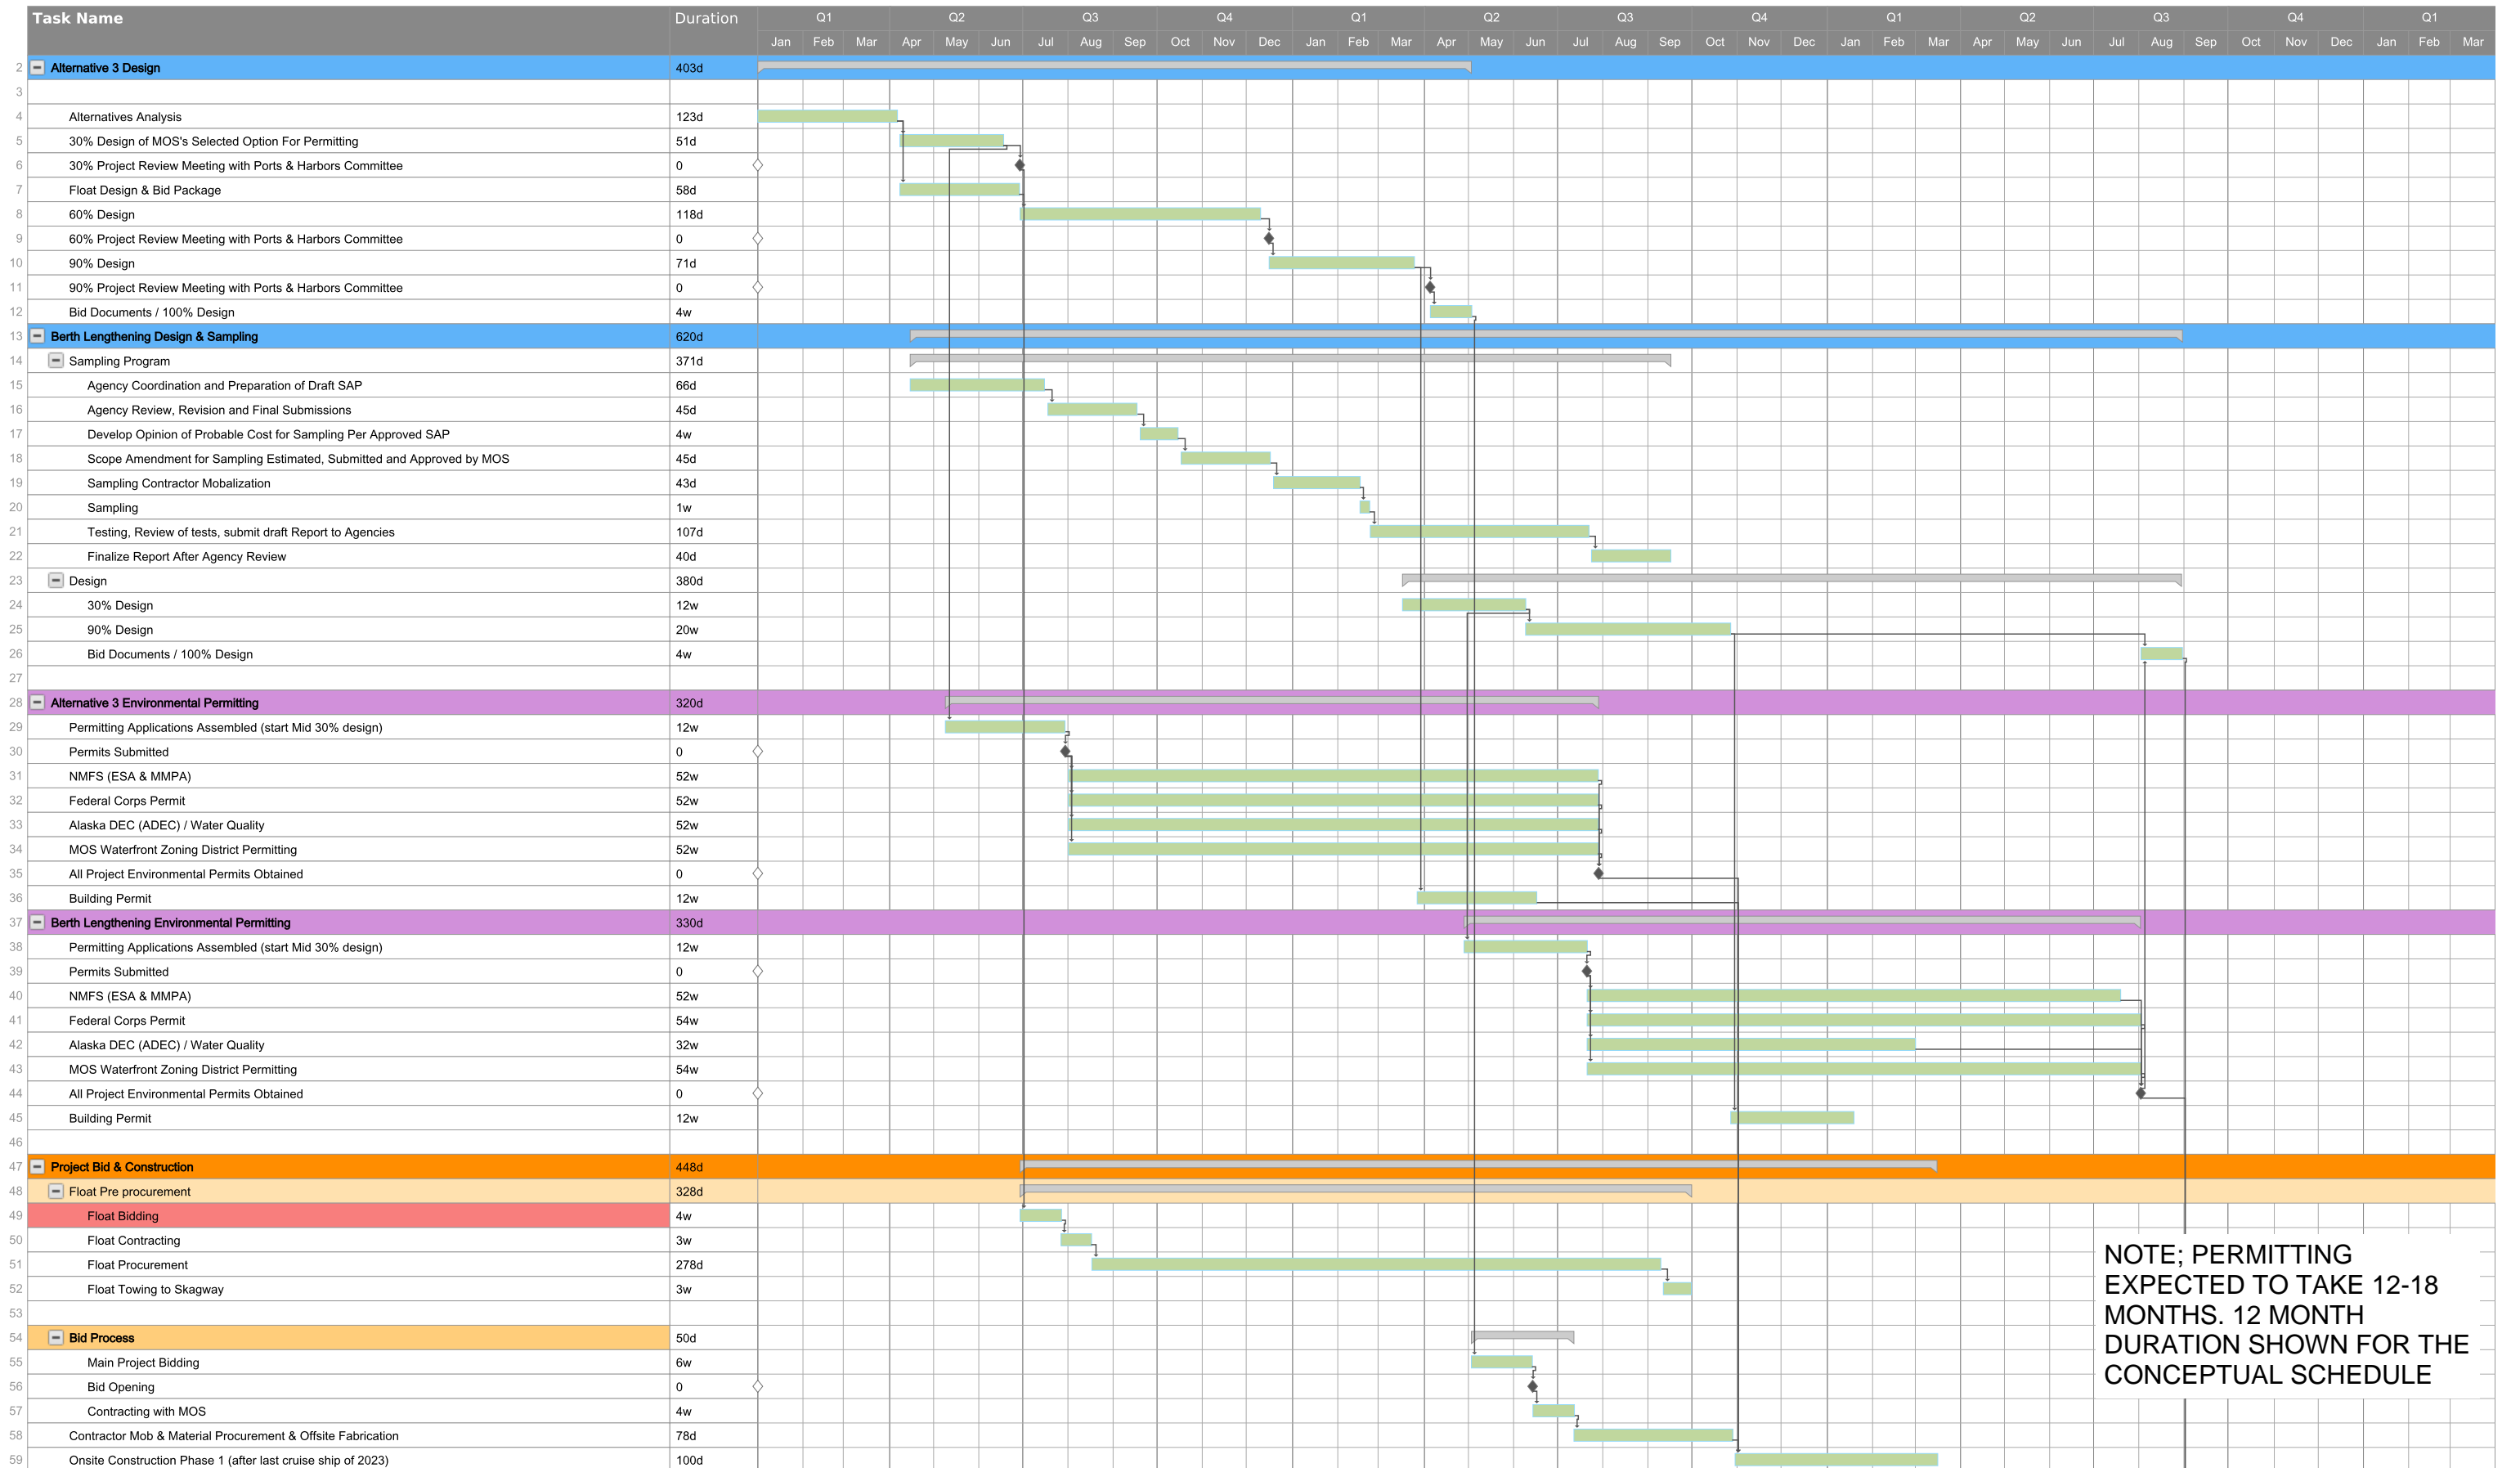 Task Name Duration Q1 Q2 Q3 Q4 Q1 Q2 Q3 Q4 Q1 Q2 Q3 Q4 Q1
Jan Feb Mar Apr May Jun Jul Aug Sep Oct Nov Dec Jan Feb Mar Apr May Jun Jul Aug Sep Oct Nov Dec Jan Feb Mar Apr May Jun Jul Aug Sep Oct Nov Dec Jan Feb Mar
2 Alternative 3 Design 403d
3
4 Alternatives Analysis 123d
5 30% Design of MOS's Selected Option For Permitting 51d
6 30% Project Review Meeting with Ports & Harbors Committee 0
7 Float Design & Bid Package 58d
8 60% Design 118d
9 60% Project Review Meeting with Ports & Harbors Committee 0
10 90% Design 71d
11 90% Project Review Meeting with Ports & Harbors Committee 0
12 Bid Documents / 100% Design 4w
13 Berth Lengthening Design & Sampling 620d
14 Sampling Program 371d
15 Agency Coordination and Preparation of Draft SAP 66d
16 Agency Review, Revision and Final Submissions 45d
17 Develop Opinion of Probable Cost for Sampling Per Approved SAP 4w
18 Scope Amendment for Sampling Estimated, Submitted and Approved by MOS 45d
19 Sampling Contractor Mobalization 43d
20 Sampling 1w
21 Testing, Review of tests, submit draft Report to Agencies 107d
22 Finalize Report After Agency Review 40d
23 Design 380d
24 30% Design 12w
25 90% Design 20w
26 Bid Documents / 100% Design 4w
27
28 Alternative 3 Environmental Permitting 320d
29 Permitting Applications Assembled (start Mid 30% design) 12w
30 Permits Submitted 0
31 NMFS (ESA & MMPA) 52w
32 Federal Corps Permit 52w
33 Alaska DEC (ADEC) / Water Quality 52w
34 MOS Waterfront Zoning District Permitting 52w
35 All Project Environmental Permits Obtained 0
36 Building Permit 12w
37 Berth Lengthening Environmental Permitting 330d
38 Permitting Applications Assembled (start Mid 30% design) 12w
39 Permits Submitted 0
40 NMFS (ESA & MMPA) 52w
41 Federal Corps Permit 54w
42 Alaska DEC (ADEC) / Water Quality 32w
43 MOS Waterfront Zoning District Permitting 54w
44 All Project Environmental Permits Obtained 0
45 Building Permit 12w
46
47 Project Bid & Construction 448d
48 Float Pre procurement 328d
49 Float Bidding 4w
50 Float Contracting 3w
51 Float Procurement 278d
52 Float Towing to Skagway 3w
53
54 Bid Process 50d
55 Main Project Bidding 6w
56 Bid Opening 0
57 Contracting with MOS 4w
58 Contractor Mob & Material Procurement & Offsite Fabrication 78d
59 Onsite Construction Phase 1 (after last cruise ship of 2023) 100d
NOTE; PERMITTING
EXPECTED TO TAKE 12-18
MONTHS. 12 MONTH
DURATION SHOWN FOR THE
CONCEPTUAL SCHEDULE